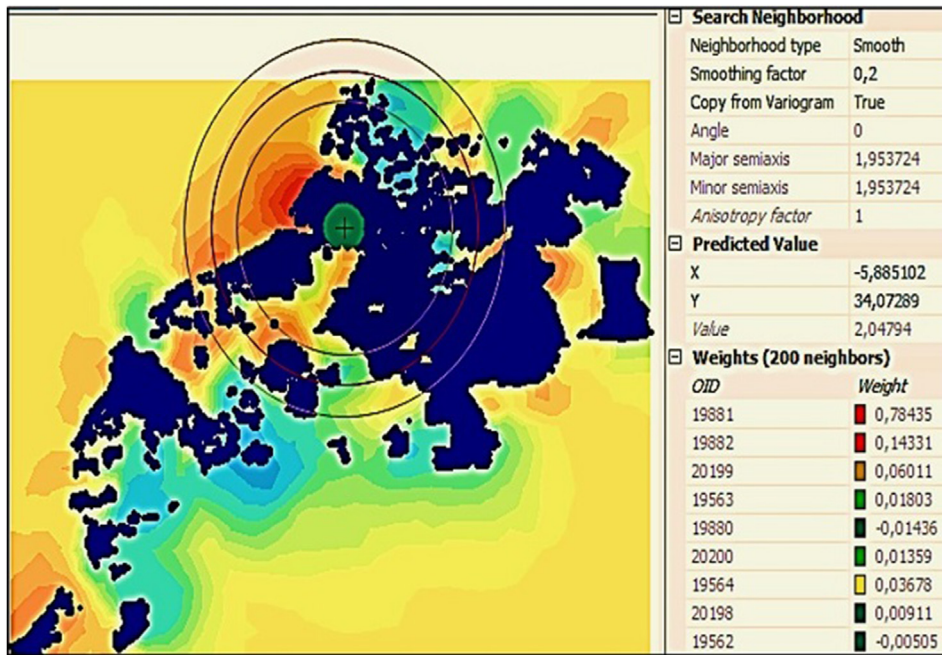 Search Neighborhood
Neighborhood type Smooth
Smoothing factor 0,2
Copy from Variogram True
Angle 0
Major semiaxis 1,953724
Minor semiaxis 1,953724
Anisotropy factor 1
Predicted Value
X -5,885102
Y 34,07289
Value 2,04794
Weights (200 neighbors)
OID Weight
19881 0,78435
19882 0,14331
20199 0,06011
19563 0,01803
19880 -0,01436
20200 0,01359
19564 0,03678
20198 0,00911
19562 -0,00505